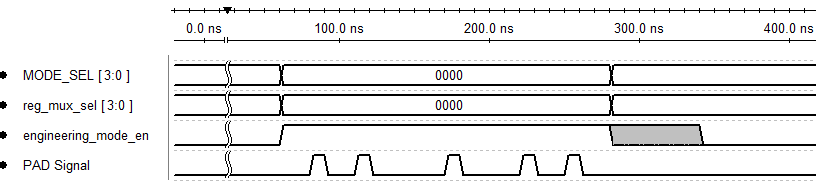 0.0 ns 100.0 ns 200.0 ns 300.0 ns 400.0 ns
MODE_SEL [ 3:0 ] 0000
reg_mux_sel [ 3:0 ] 0000
engineering_mode_en
PAD Signal